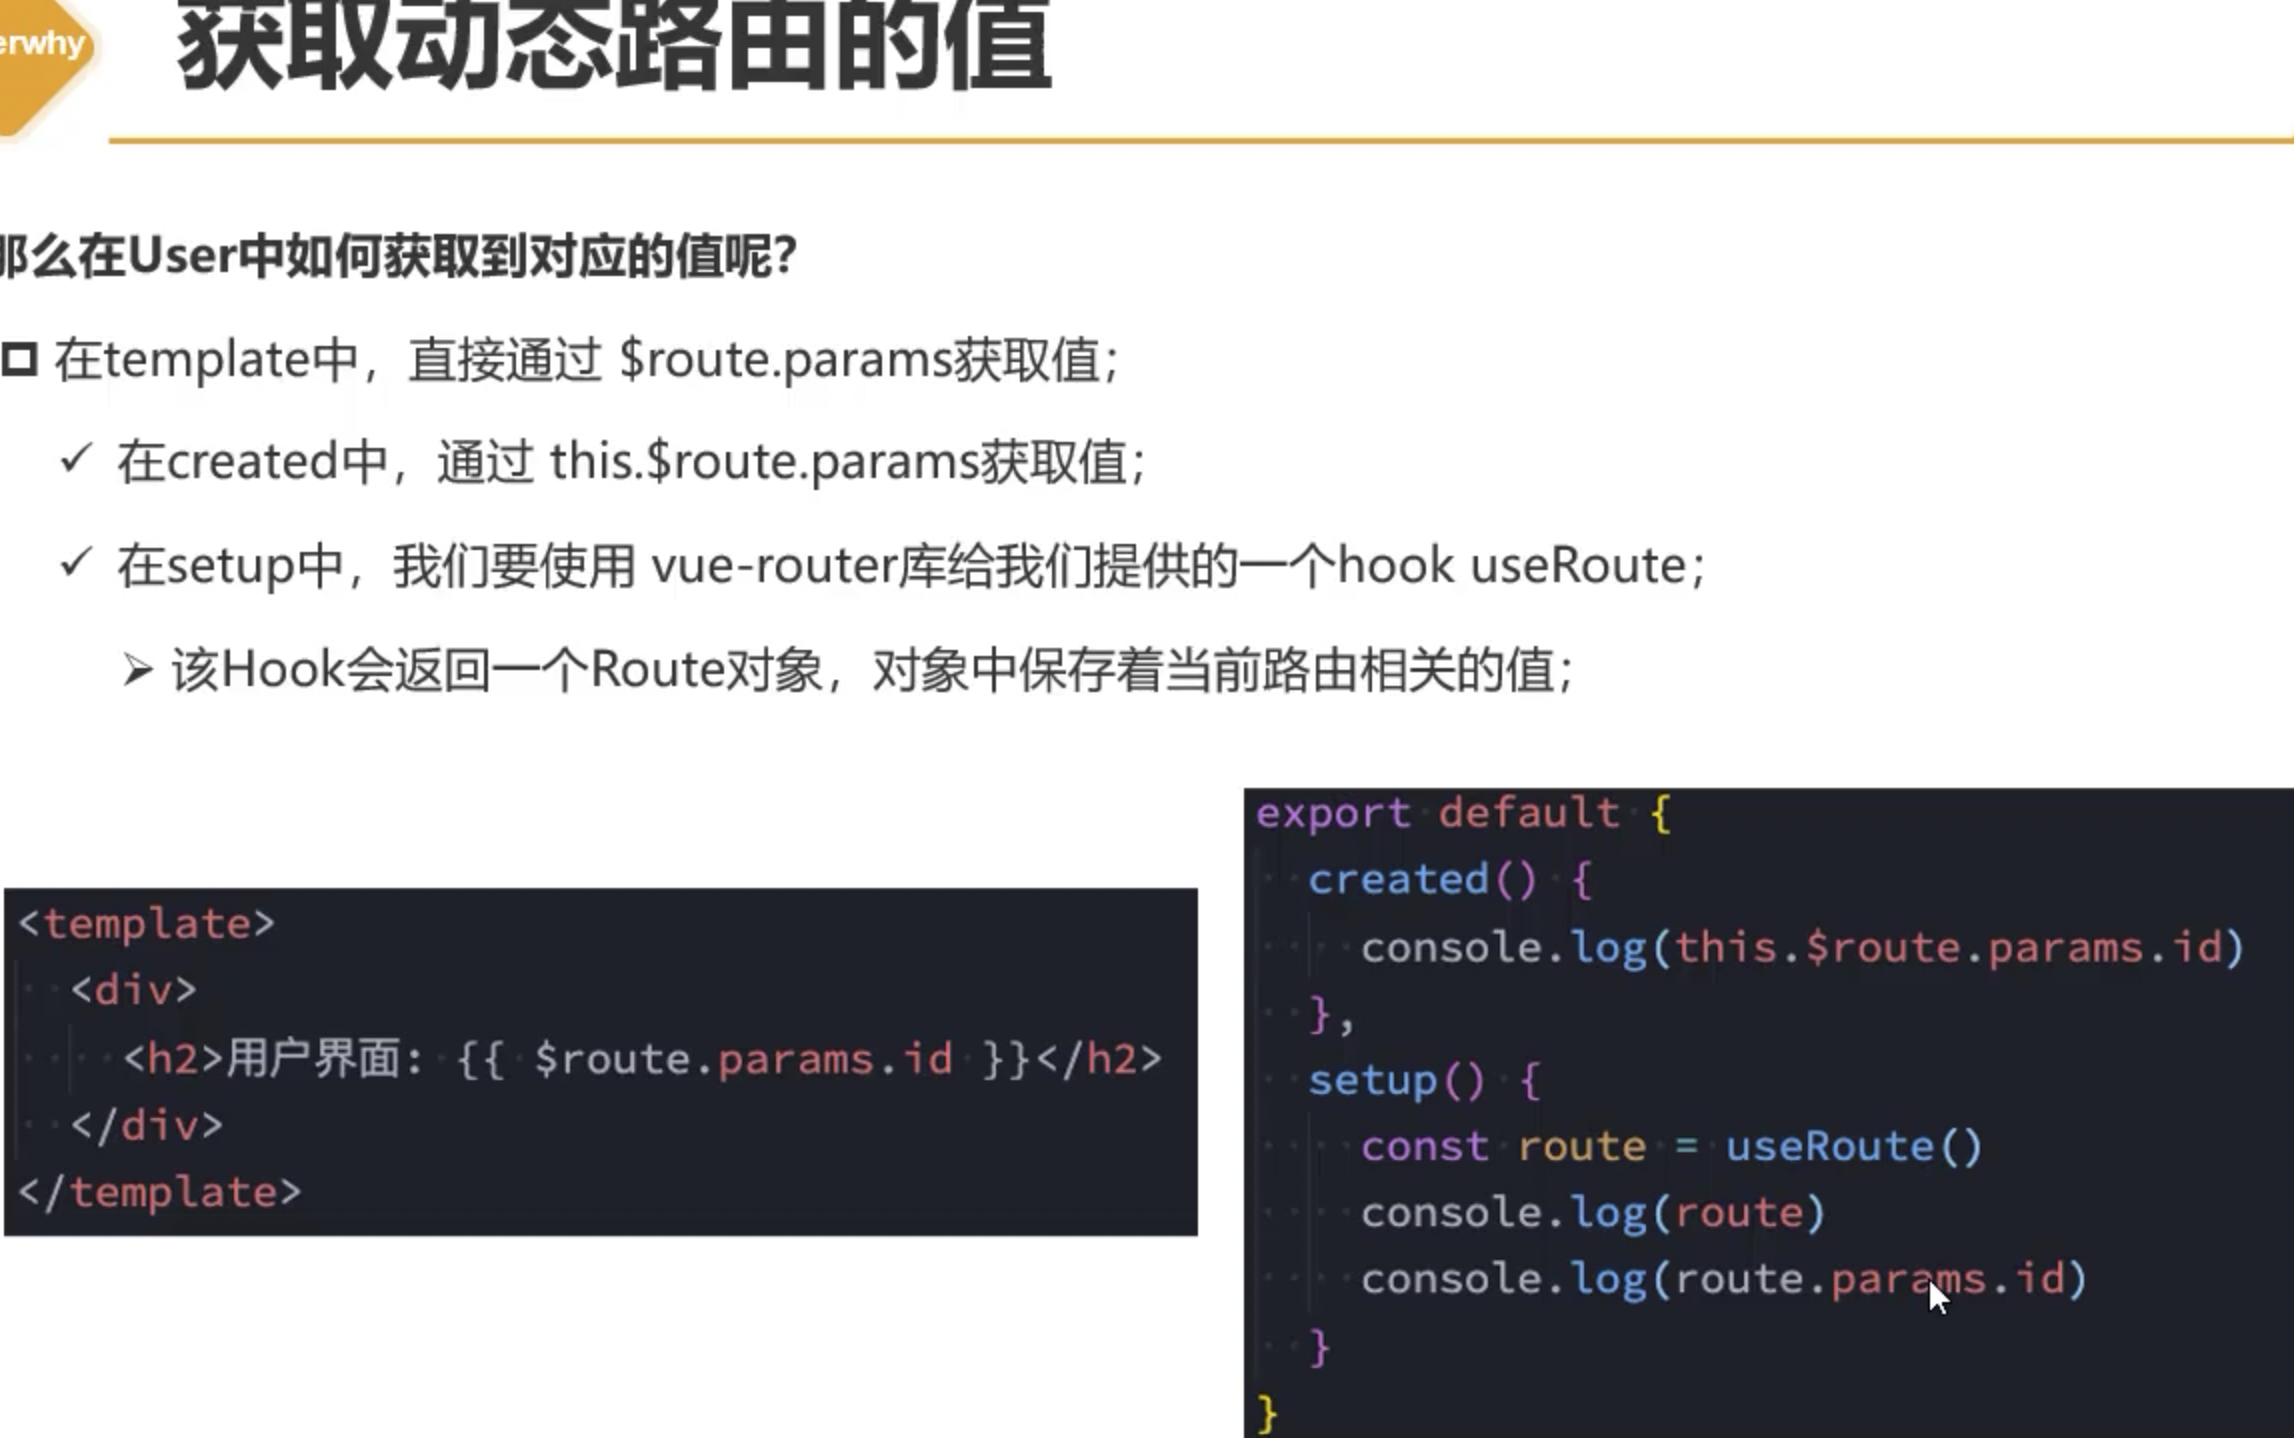 erwhy
获取动态路由的值
那么在User中如何获取到对应的值呢？
在template中，直接通过 $route.params获取值；
在created中，通过 this.$route.params获取值；
在setup中，我们要使用 vue-router库给我们提供的一个hook useRoute；
该Hook会返回一个Route对象，对象中保存着当前路由相关的值；
<template>
<div>
<h2>用户界面: {{ $route.params.id }}</h2>
</div>
</template>
export default {
created() {
console.log(this.$route.params.id)
},
setup() {
const route = useRoute()
console.log(route)
console.log(route.params.id)
}
}